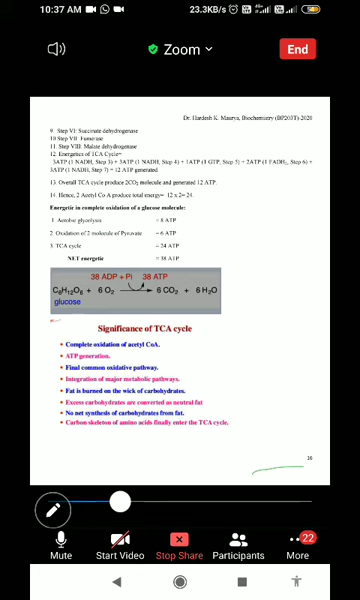 10:37 AM
23.3KB/s
Zoom
End
Dr. Hardesh K. Maurya, Biochemistry (BP203T)-2020
9. Step VI: Succinate dehydrogenase
10. Step VII: Fumarase
11. Step VIII: Malate dehydrogenase
12. Energetics of TCA Cycle=
3ATP (1 NADH, Step 3) + 3ATP (1 NADH, Step 4) + 1ATP (1 GTP, Step 5) + 2ATP (1 FADH2, Step 6) +
3ATP (1 NADH, Step 7) = 12 ATP generated
13. Overall TCA cycle produce 2CO2 molecule and generated 12 ATP.
14. Hence, 2 Acetyl Co A produce total energy= 12 x 2= 24.
Energetic in complete oxidation of a glucose molecule:
1. Aerobic glycolysis = 8 ATP
2. Oxidation of 2 molecule of Pyruvate = 6 ATP
3. TCA cycle = 24 ATP
NET energetic = 38 ATP
38 ADP + Pi 38 ATP
C6H12O6 + 6 O2 → 6 CO2 + 6 H2O
glucose
Significance of TCA cycle
• Complete oxidation of acetyl CoA.
• ATP generation.
• Final common oxidative pathway.
• Integration of major metabolic pathways.
• Fat is burned on the wick of carbohydrates.
• Excess carbohydrates are converted as neutral fat
• No net synthesis of carbohydrates from fat.
• Carbon skeleton of amino acids finally enter the TCA cycle.
22
Mute
Start Video
Stop Share
Participants
More